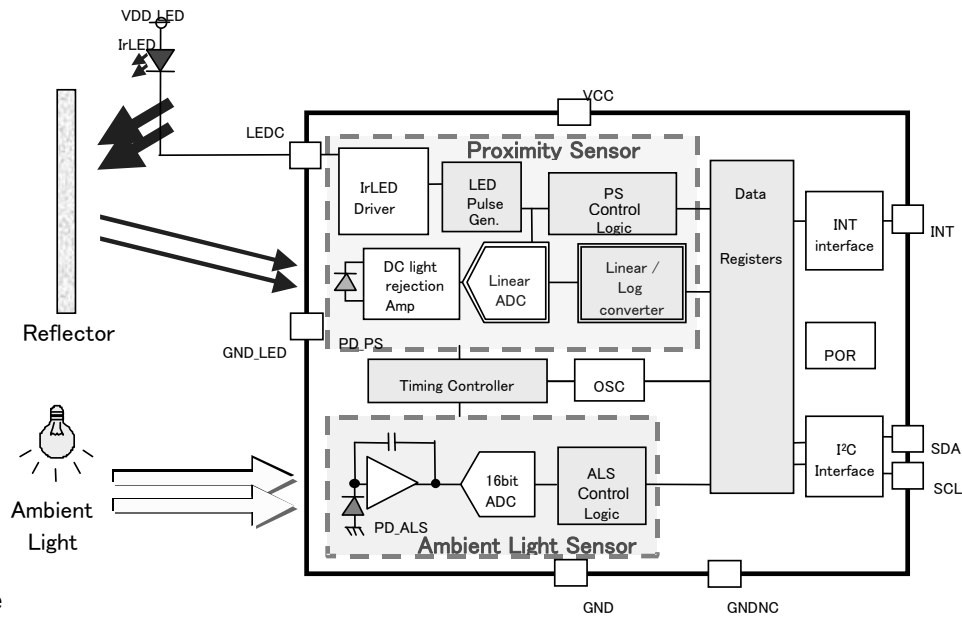 VDD_LED
IrLED
VCC
LEDC
Proximity Sensor
IrLED
Driver
LED
Pulse
Gen.
PS
Control
Logic
Data
Registers
INT
interface
INT
DC light
rejection
Amp
Linear
ADC
Linear /
Log
converter
Reflector
GND_LED
PD_PS
POR
Timing Controller
OSC
Ambient
Light
PD_ALS
16bit
ADC
ALS
Control
Logic
Ambient Light Sensor
I²C
Interface
SDA
SCL
GND
GNDNC
e